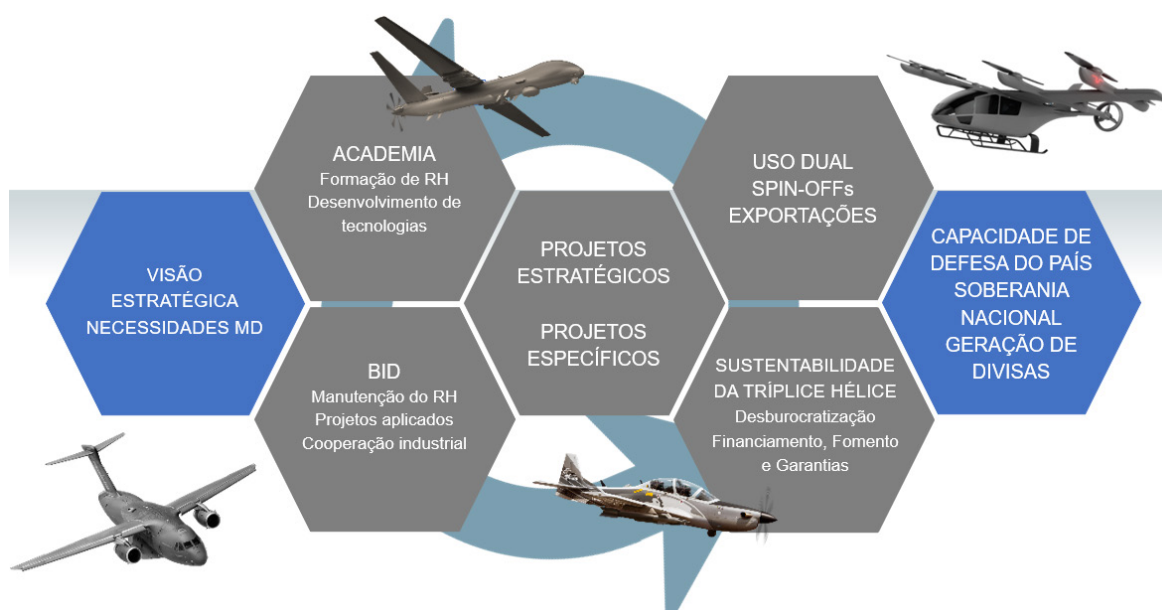 VISÃO
ESTRATÉGICA
NECESSIDADES MD
ACADEMIA
Formação de RH
Desenvolvimento de
tecnologias
BID
Manutenção do RH
Projetos aplicados
Cooperação industrial
PROJETOS
ESTRATÉGICOS
PROJETOS
ESPECÍFICOS
USO DUAL
SPIN-OFFs
EXPORTAÇÕES
SUSTENTABILIDADE
DA TRÍPLICE HÉLICE
Desburocratização
Financiamento, Fomento
e Garantias
CAPACIDADE DE
DEFESA DO PAÍS
SOBERANIA
NACIONAL
GERAÇÃO DE
DIVISAS